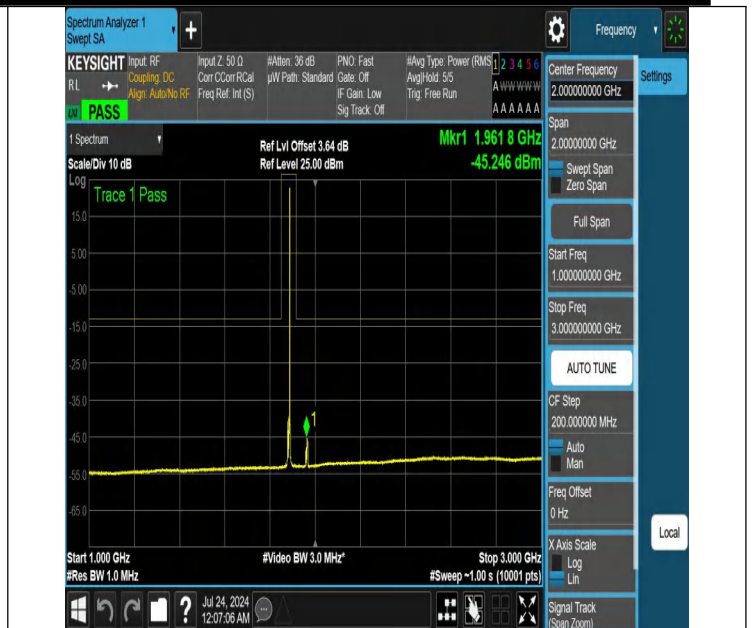 Spectrum Analyzer 1
Swept SA
+
Frequency
KEYSIGHT
RL
PASS
Input: RF
Coupling: DC
Align: Auto/No RF
Input Z: 50 Ω
Corr CCorr RCal
Freq Ref: Int (S)
#Atten: 36 dB
µW Path: Standard
PNO: Fast
Gate: Off
IF Gain: Low
Sig Track: Off
#Avg Type: Power (RMS
Avg|Hold: 5/5
Trig: Free Run
1 2 3 4 5 6
A W W W W W
A A A A A A
1 Spectrum
Scale/Div 10 dB
Ref Lvl Offset 3.64 dB
Ref Level 25.00 dBm
Mkr1 1.961 8 GHz
-45.246 dBm
Log
Trace 1 Pass
15.0
5.00
-5.00
-15.0
-25.0
-35.0
-45.0
-55.0
-65.0
1
Start 1.000 GHz
#Video BW 3.0 MHz*
Stop 3.000 GHz
#Res BW 1.0 MHz
#Sweep ~1.00 s (10001 pts)
?
Jul 24, 2024
12:07:06 AM
Center Frequency
2.000000000 GHz
Settings
Span
2.00000000 GHz
Swept Span
Zero Span
Full Span
Start Freq
1.000000000 GHz
Stop Freq
3.000000000 GHz
AUTO TUNE
CF Step
200.000000 MHz
Auto
Man
Freq Offset
0 Hz
Local
X Axis Scale
Log
Lin
Signal Track
(Span Zoom)